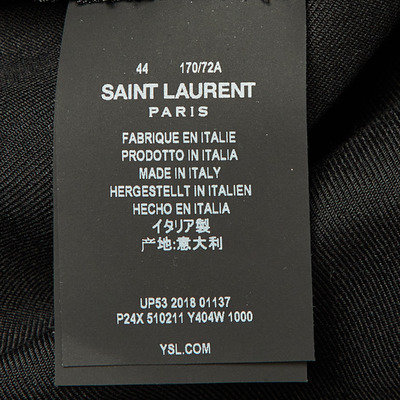 44 170/72A
SAINT LAURENT
PARIS
FABRIQUE EN ITALIE
PRODOTTO IN ITALIA
MADE IN ITALY
HERGESTELLT IN ITALIEN
HECHO EN ITALIA
イタリア製
产地:意大利
UP53 2018 01137
P24X 510211 Y404W 1000
YSL.COM